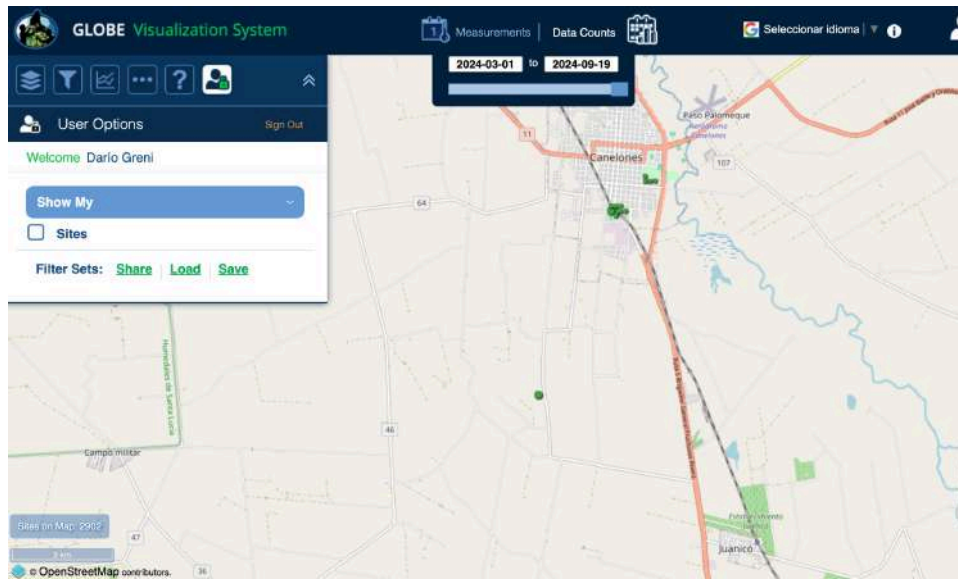 GLOBE Visualization System
Measurements
Data Counts
Seleccionar idioma
2024-03-01 to 2024-09-19
User Options
Sign Out
Welcome Dario Greni
Show My
Sites
Filter Sets: Share Load Save
Paso Palomeque
11
107
Canelones
64
Humedales de Santa Lucía
46
Campo militar
Sites on Map: 2902
47
3 km
Juanicó
36
© OpenStreetMap contributors.